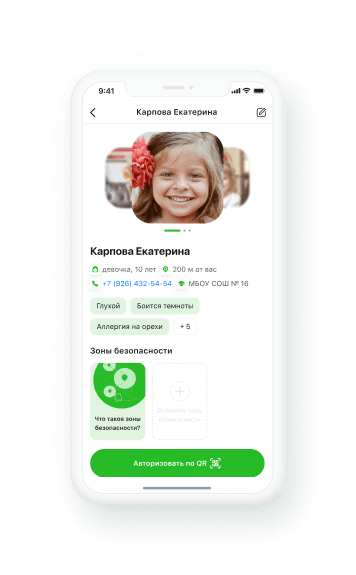 9:41
Карпова Екатерина
Карпова Екатерина
девочка, 10 лет 200 м от вас
+7 (926) 432-54-54 МБОУ СОШ № 16
Глухой Боится темноты
Аллергия на орехи + 5
Зоны безопасности
Что такое зоны
безопасности?
Добавить зону
безопасности
Авторизовать по QR